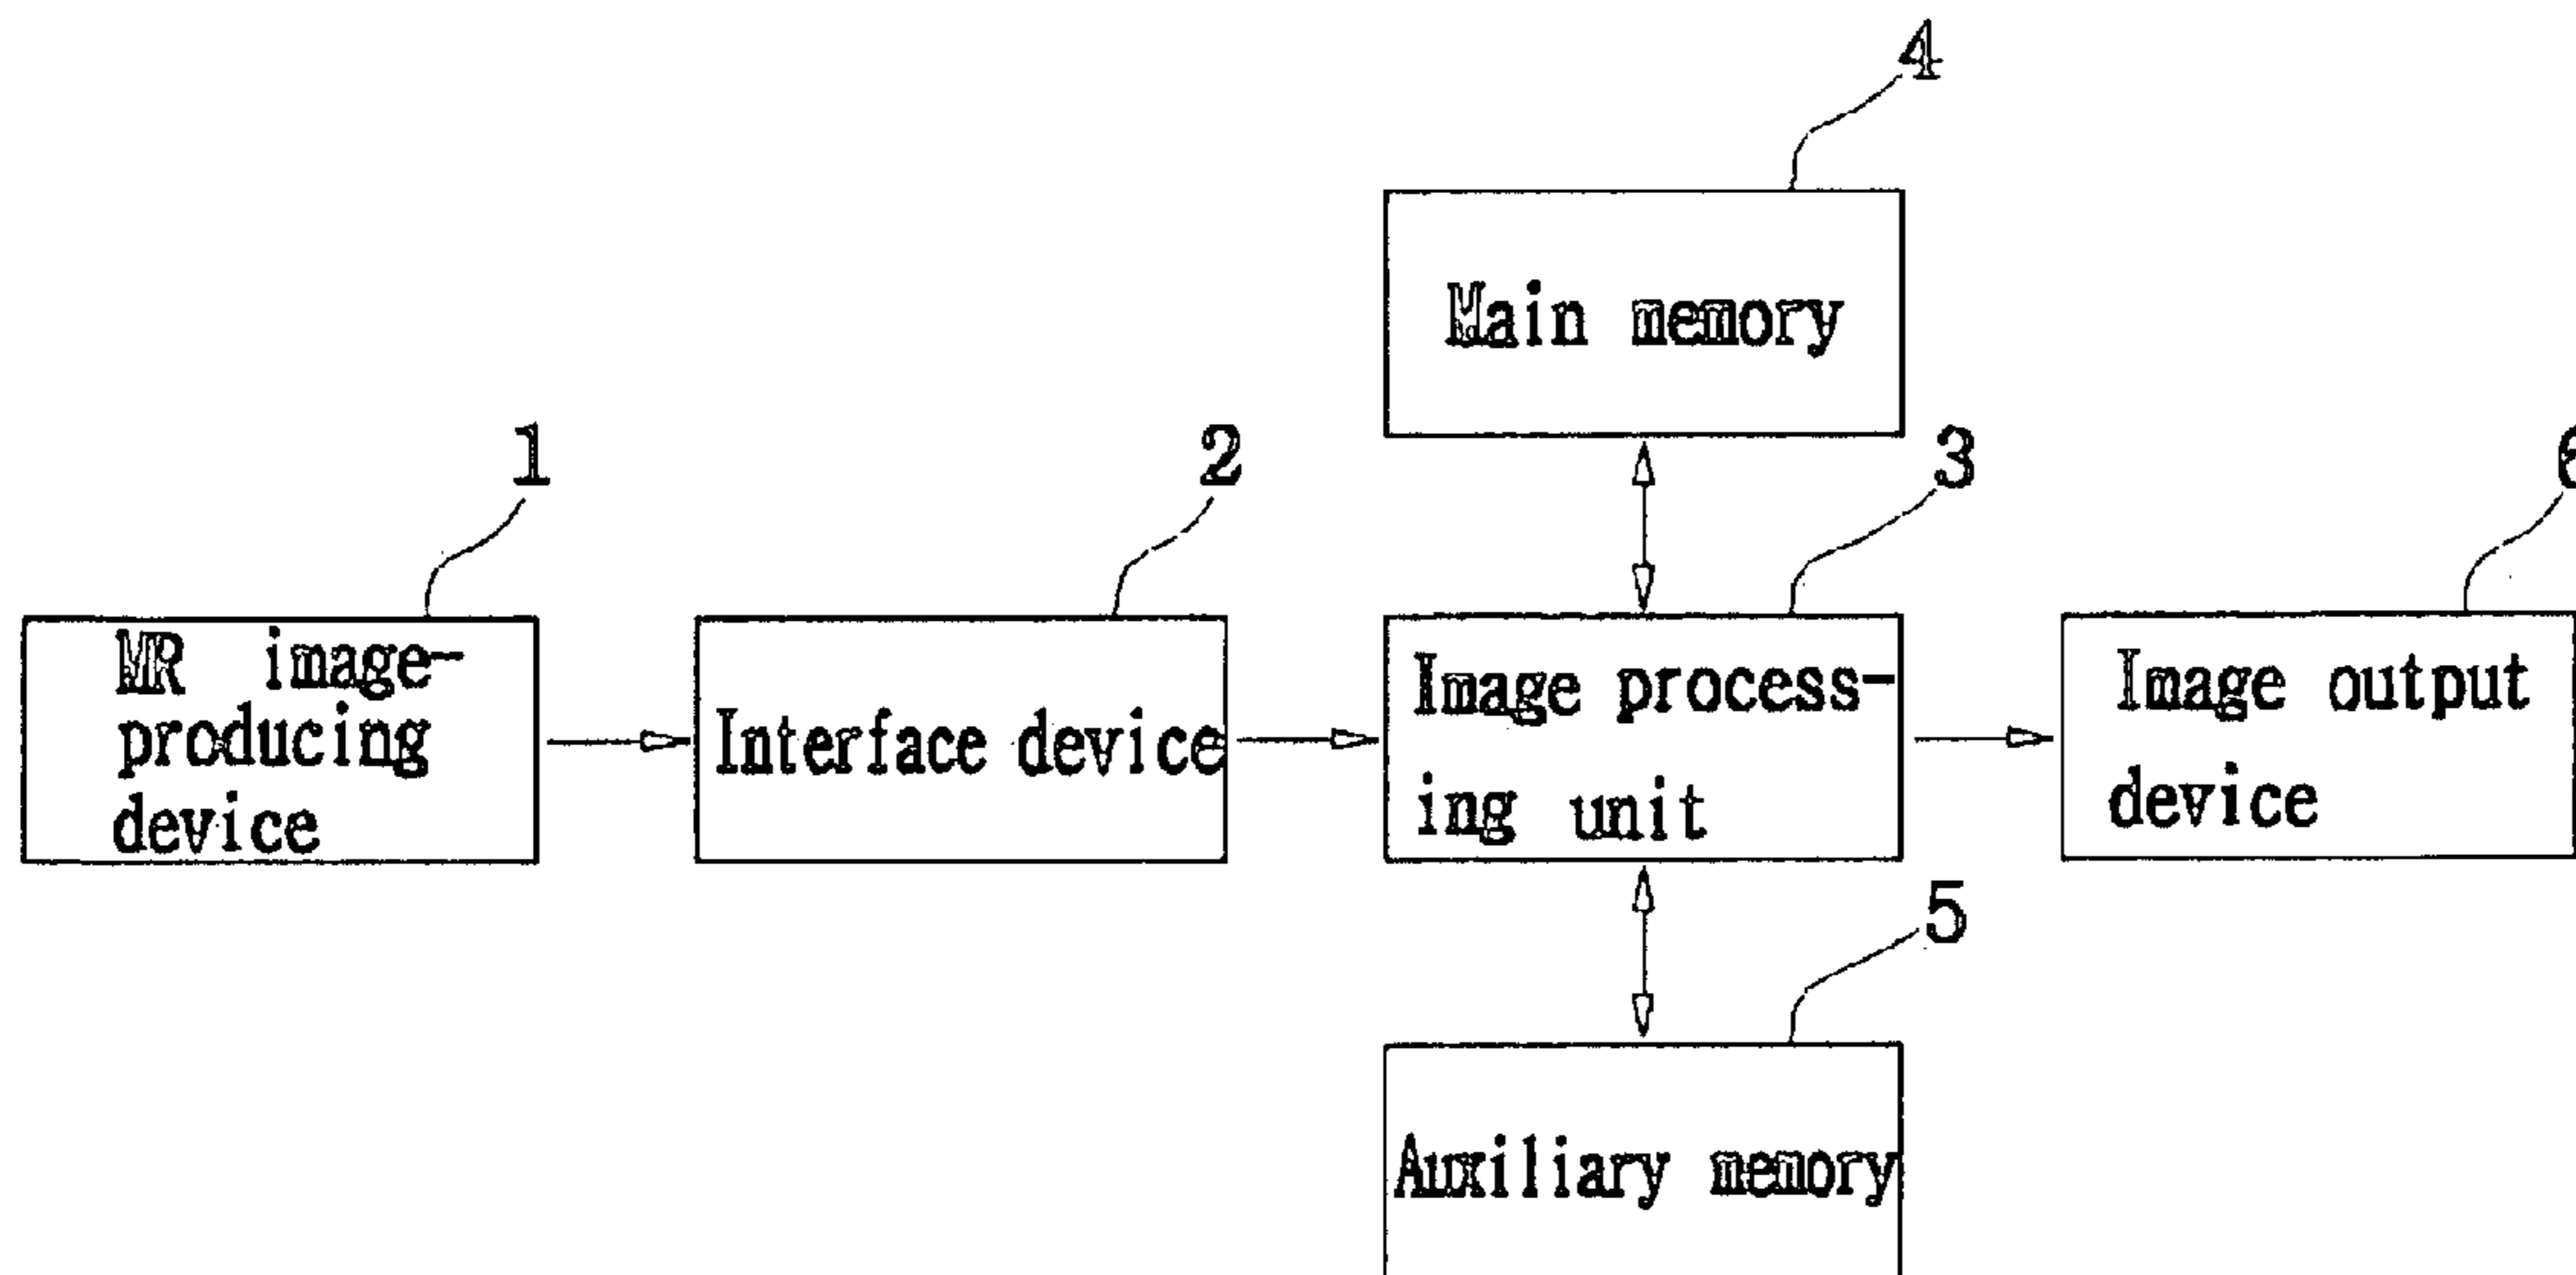 4
Main memory
1
2
3
6
MR image-
producing
device
Interface device
Image process-
ing unit
Image output
device
5
Auxiliary memory